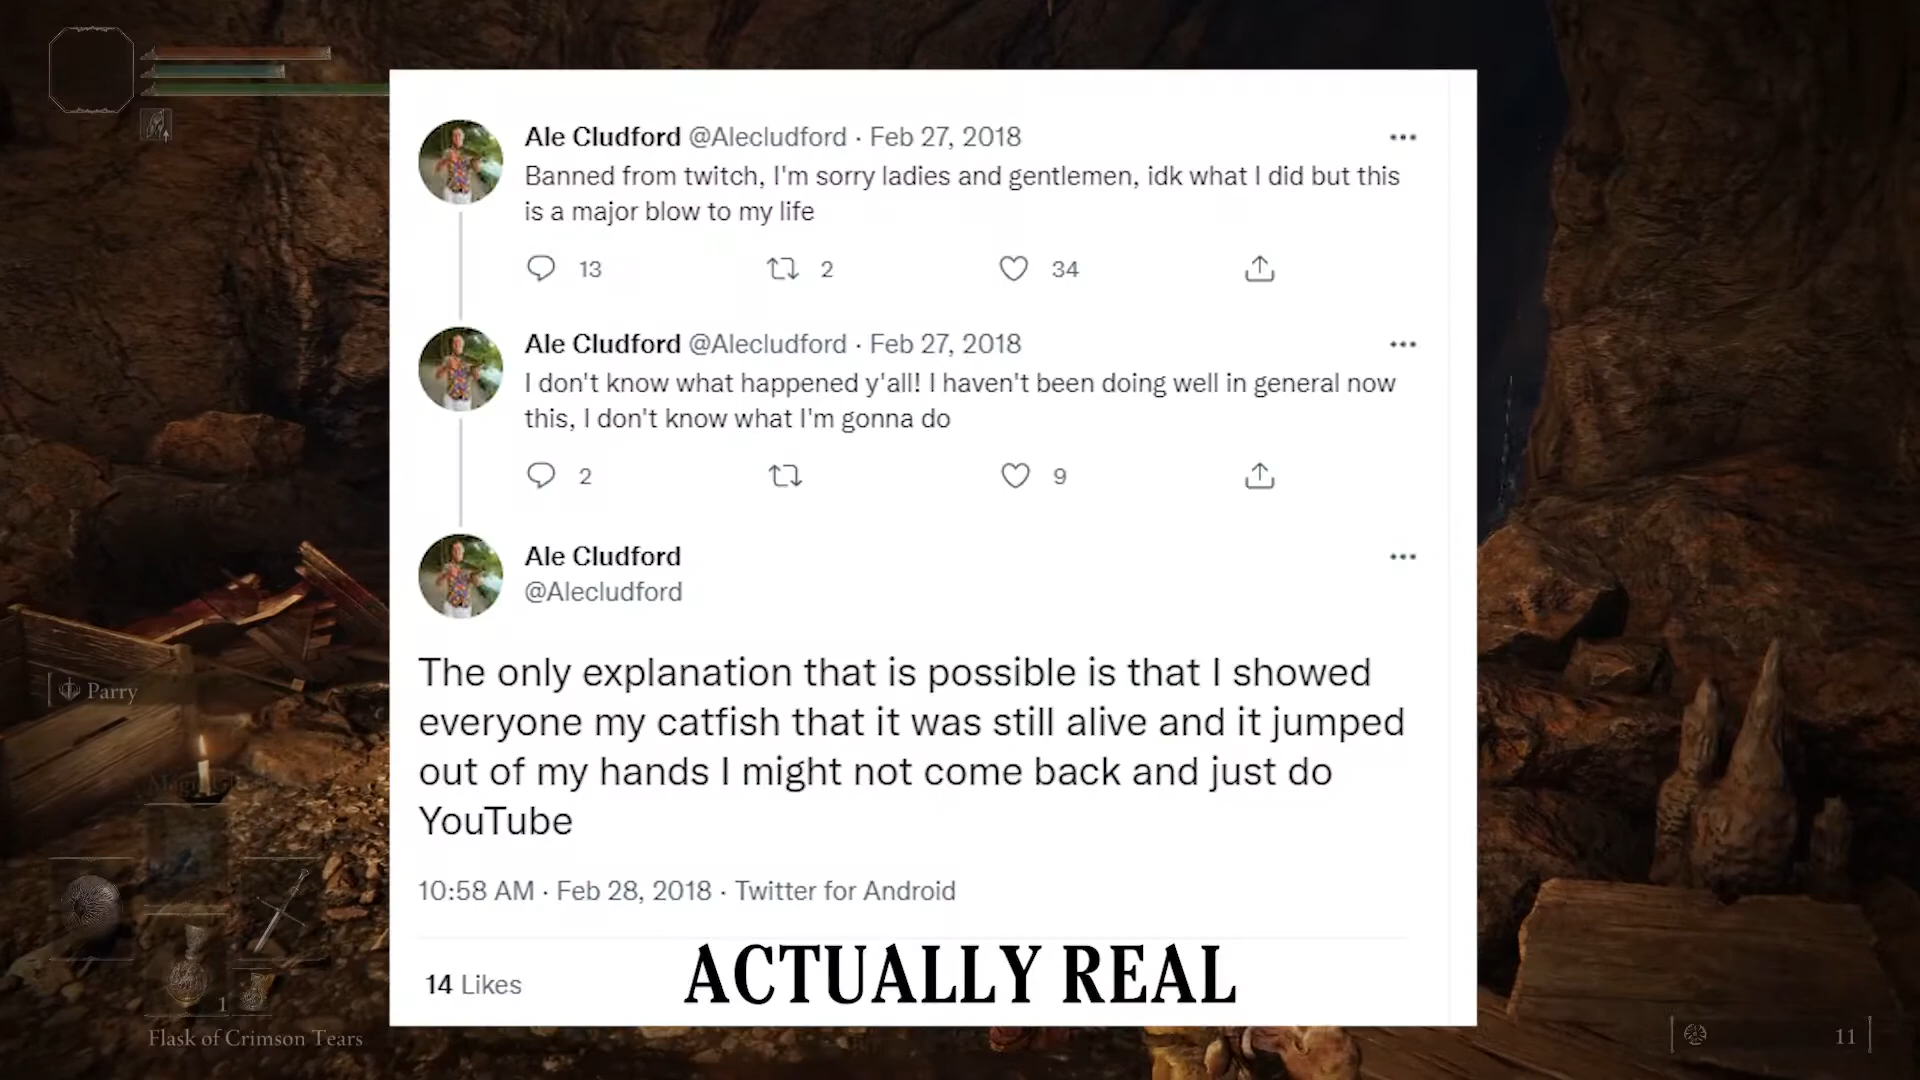 Ale Cludford @Alecludford · Feb 27, 2018
Banned from twitch, I'm sorry ladies and gentlemen, idk what I did but this
is a major blow to my life
13 2 34
Ale Cludford @Alecludford · Feb 27, 2018
I don't know what happened y'all! I haven't been doing well in general now
this, I don't know what I'm gonna do
2 9
Ale Cludford
@Alecludford
The only explanation that is possible is that I showed
everyone my catfish that it was still alive and it jumped
out of my hands I might not come back and just do
YouTube
10:58 AM · Feb 28, 2018 · Twitter for Android
14 Likes
ACTUALLY REAL
Parry
1
Flask of Crimson Tears
11